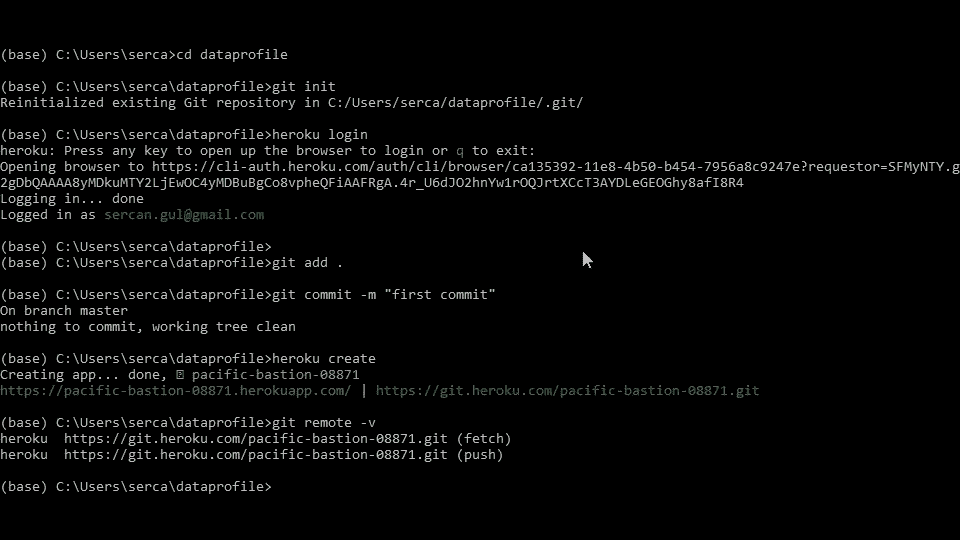 (base) C:\Users\serca>cd dataprofile
(base) C:\Users\serca\dataprofile>git init
Reinitialized existing Git repository in C:/Users/serca/dataprofile/.git/
(base) C:\Users\serca\dataprofile>heroku login
heroku: Press any key to open up the browser to login or q to exit:
Opening browser to https://cli-auth.heroku.com/auth/cli/browser/ca135392-11e8-4b50-b454-7956a8c9247e?requestor=SFMyNTY.g
2gDbQAAAA8yMDkuMTY2LjEwOC4yMDBuBgCo8vpheQFiAAFRgA.4r_U6dJO2hnYw1rOQJrtXCcT3AYDLeGEOGhy8afI8R4
Logging in... done
Logged in as sercan.gul@gmail.com
(base) C:\Users\serca\dataprofile>
(base) C:\Users\serca\dataprofile>git add .
(base) C:\Users\serca\dataprofile>git commit -m "first commit"
On branch master
nothing to commit, working tree clean
(base) C:\Users\serca\dataprofile>heroku create
Creating app... done, ⍰ pacific-bastion-08871
https://pacific-bastion-08871.herokuapp.com/ | https://git.heroku.com/pacific-bastion-08871.git
(base) C:\Users\serca\dataprofile>git remote -v
heroku  https://git.heroku.com/pacific-bastion-08871.git (fetch)
heroku  https://git.heroku.com/pacific-bastion-08871.git (push)
(base) C:\Users\serca\dataprofile>